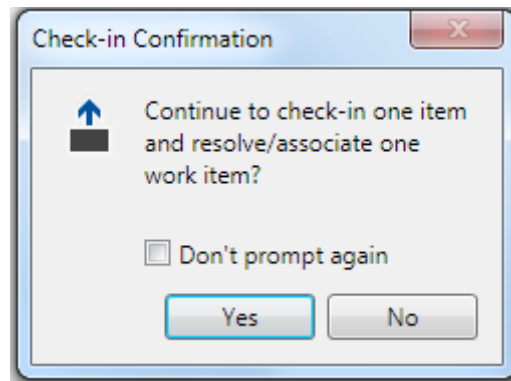 Check-in Confirmation
Continue to check-in one item
and resolve/associate one
work item?
Don't prompt again
Yes No